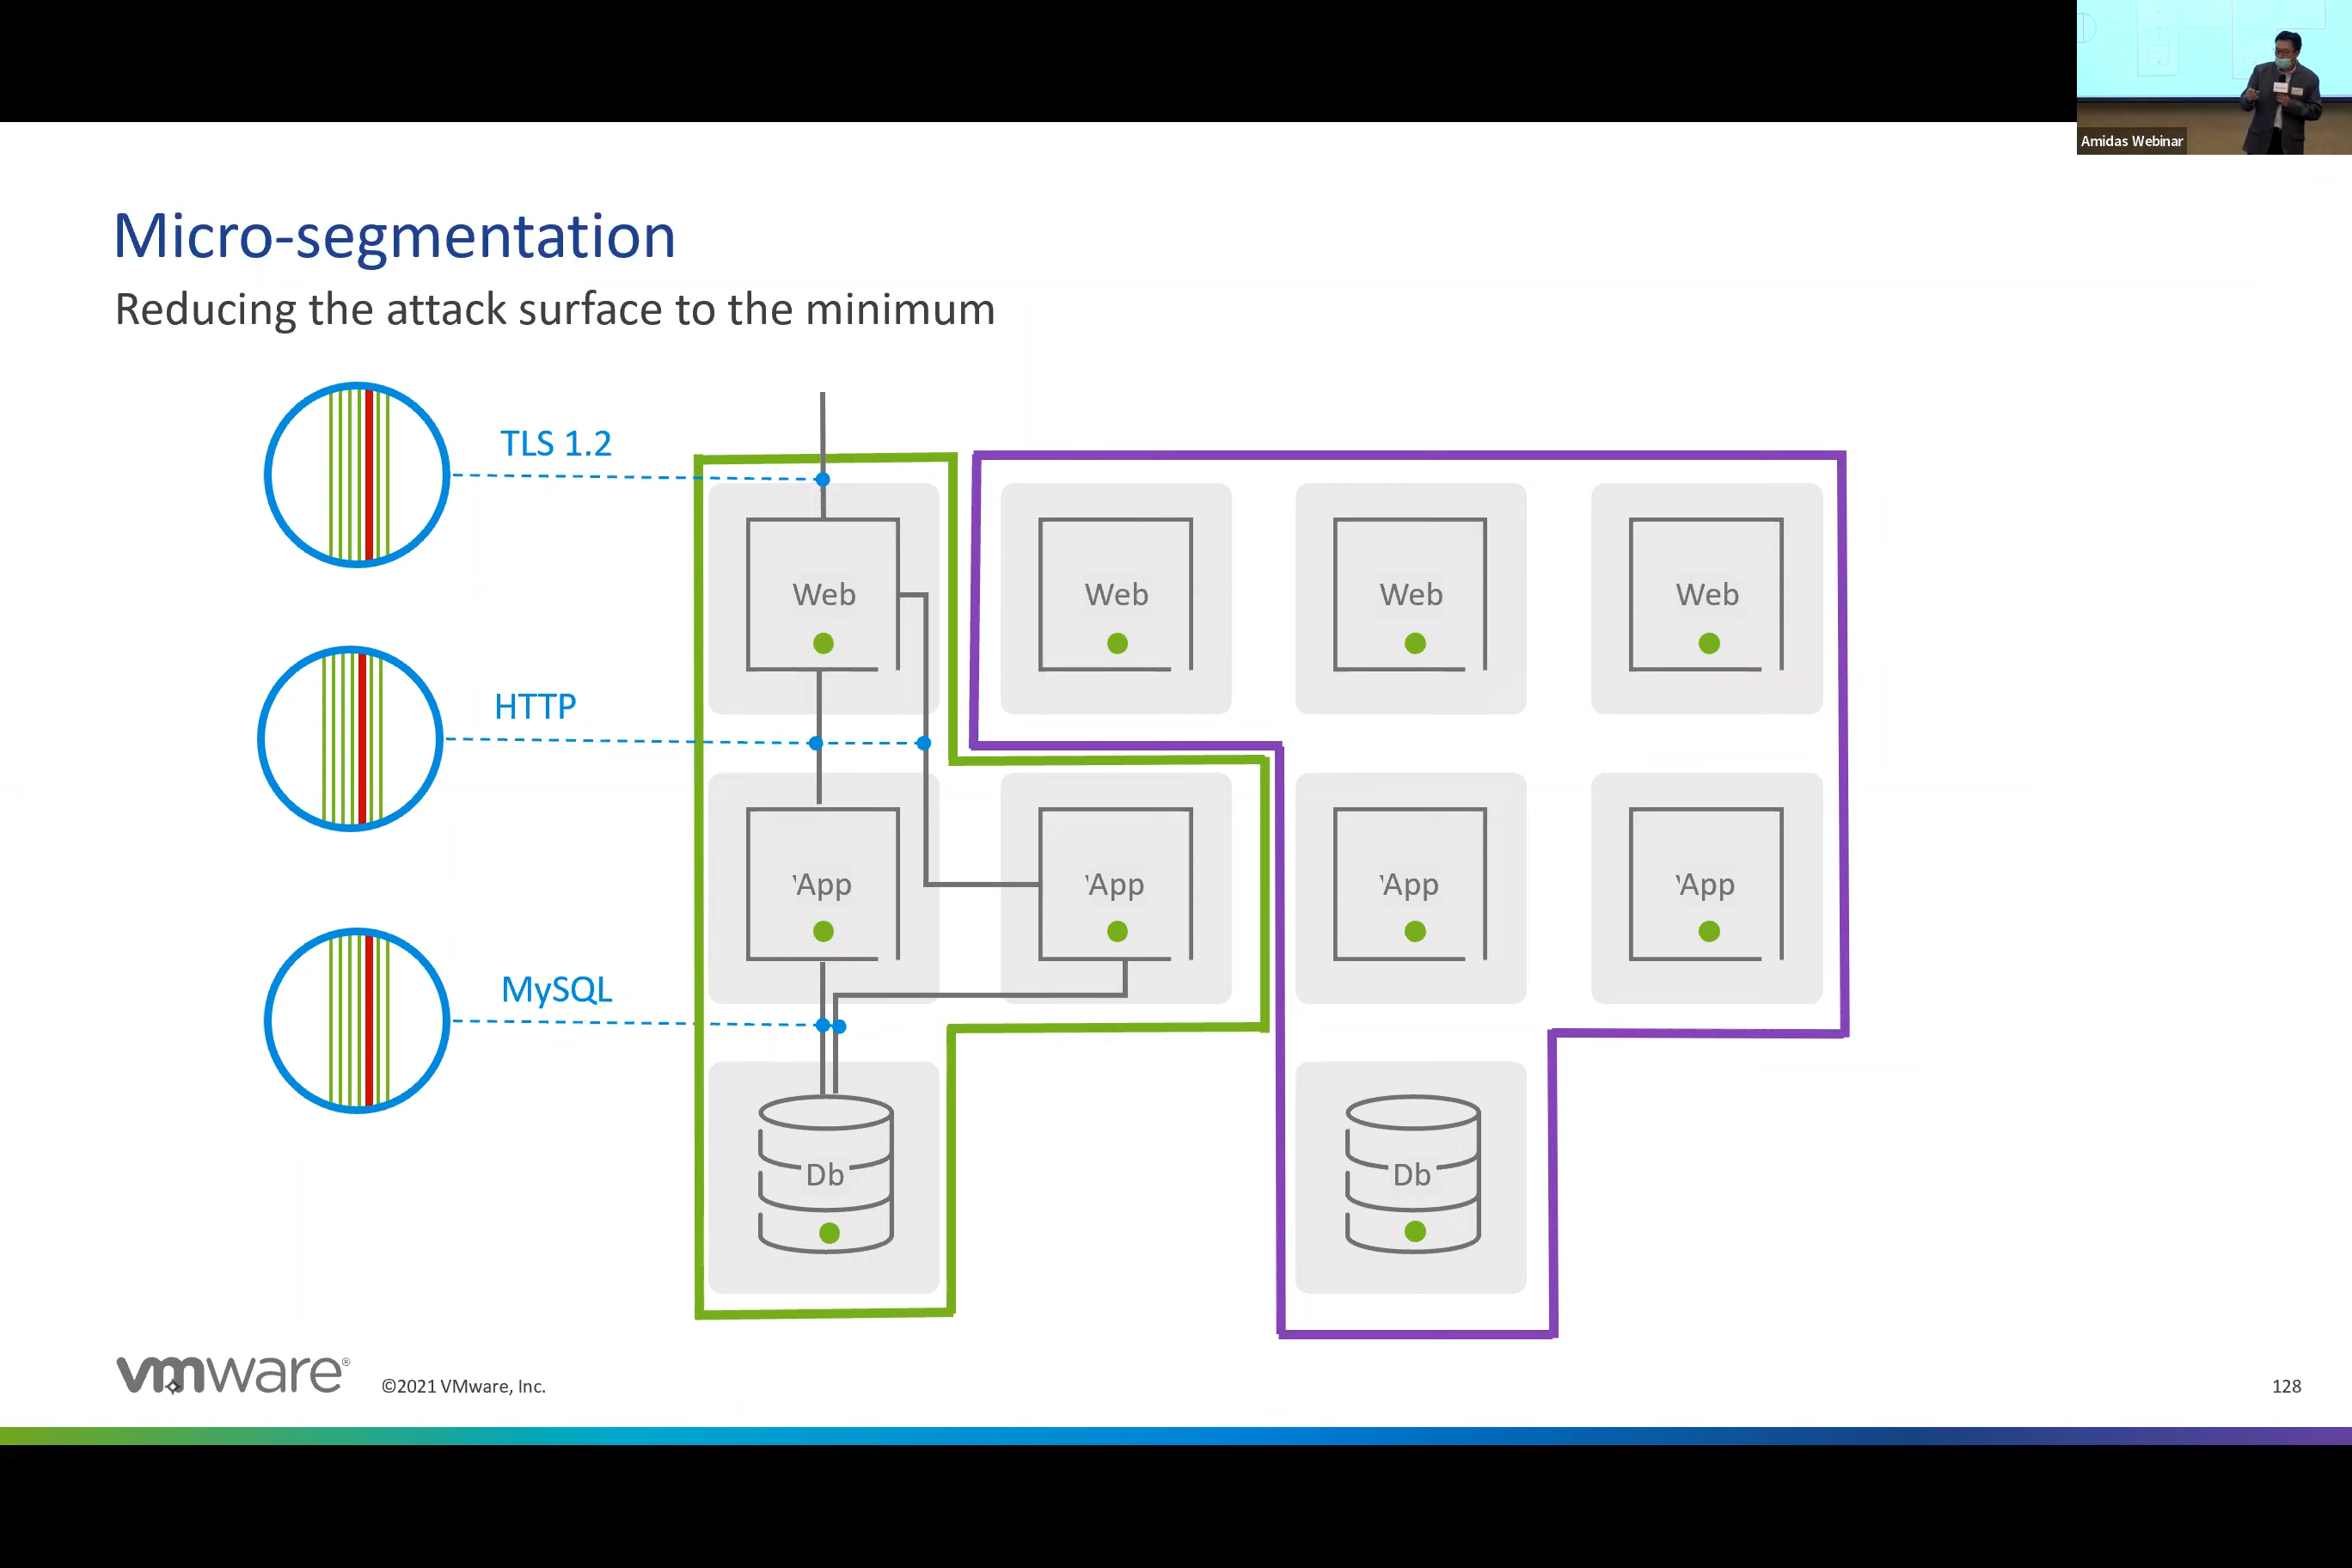 Amidas Webinar
Micro-segmentation
Reducing the attack surface to the minimum
TLS 1.2
HTTP
MySQL
Web
Web
Web
Web
App
App
App
App
Db
Db
vmware®
©2021 VMware, Inc.
128